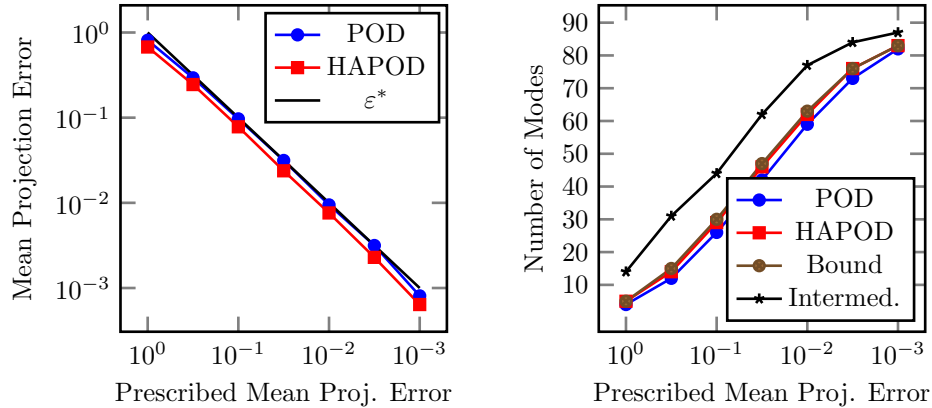 10^0
10^−1
10^−2
10^−3
Mean Projection Error
POD
HAPOD
ε*
10^0
10^−1
10^−2
10^−3
Prescribed Mean Proj. Error
90
80
70
60
50
40
30
20
10
Number of Modes
POD
HAPOD
Bound
Intermed.
10^0
10^−1
10^−2
10^−3
Prescribed Mean Proj. Error